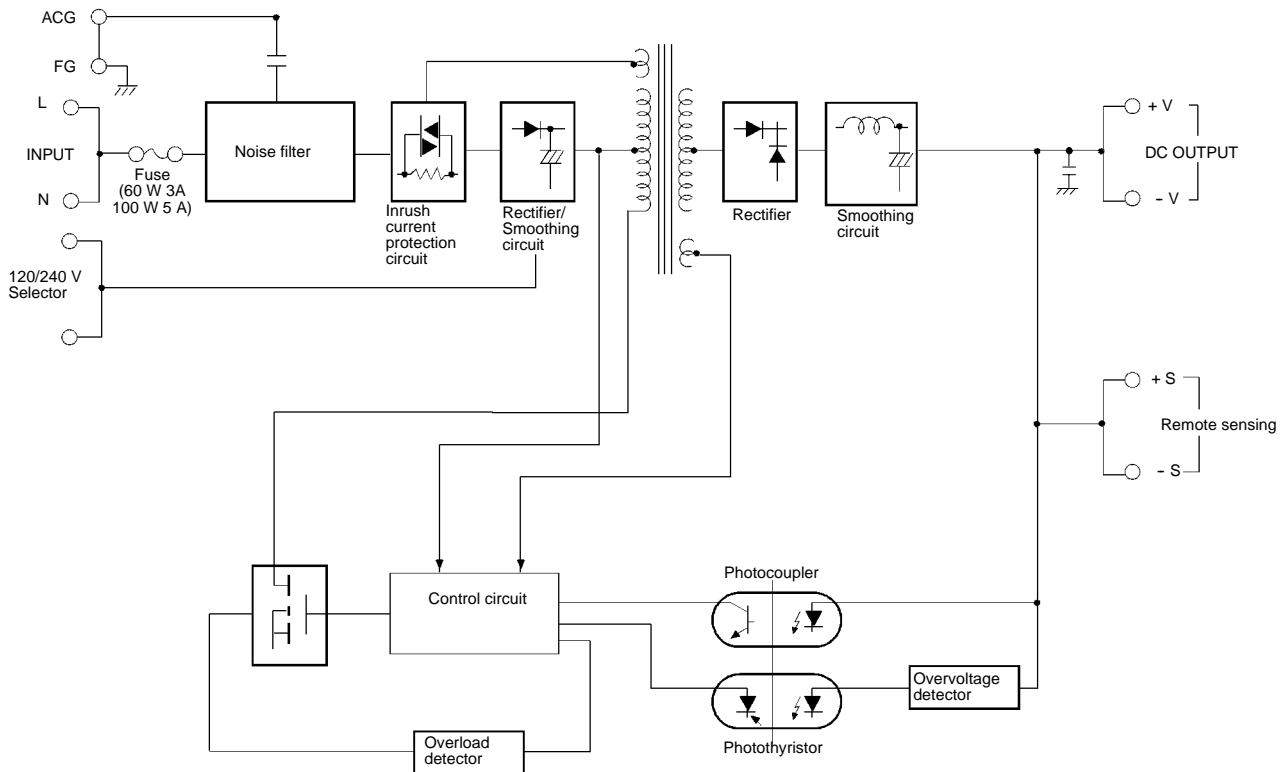 ACG
FG
L
INPUT
N
Fuse
(60 W 3A
100 W 5 A)
120/240 V
Selector
Noise filter
Inrush
current
protection
circuit
Rectifier/
Smoothing
circuit
Rectifier
Smoothing
circuit
+ V
DC OUTPUT
− V
+ S
Remote sensing
− S
Control circuit
Photocoupler
Overvoltage
detector
Photothyristor
Overload
detector